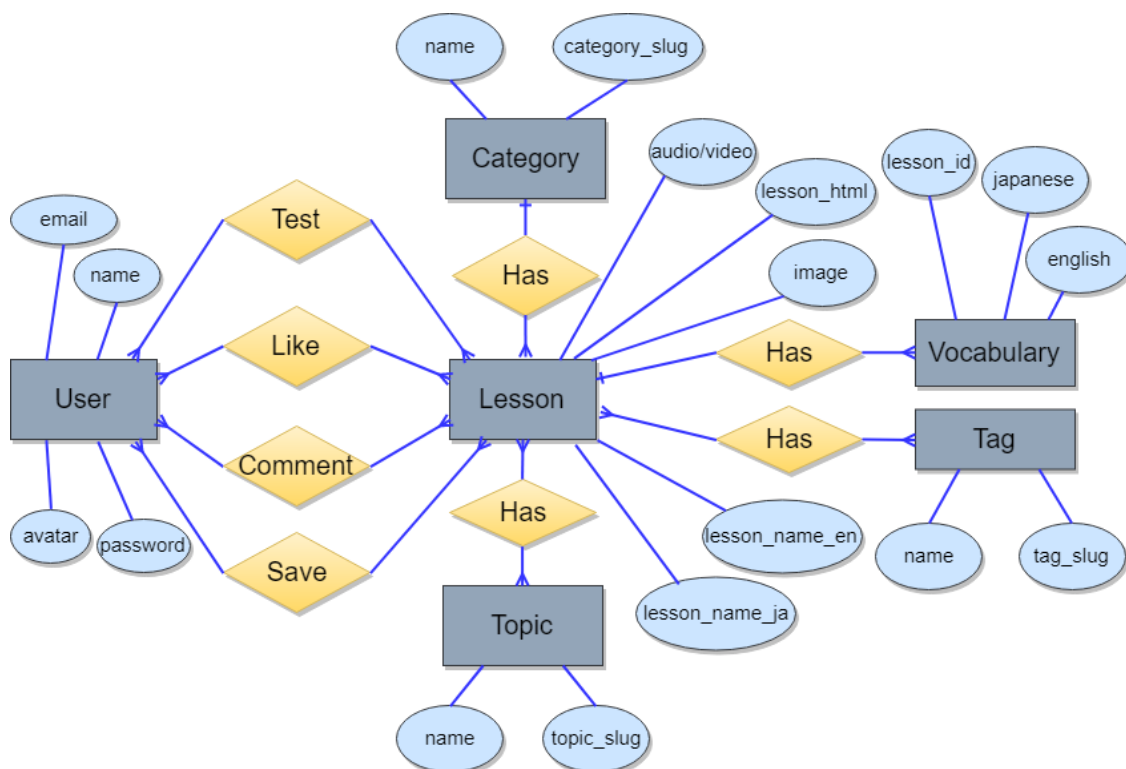 name
category_slug
Category
audio/video
lesson_html
lesson_id
japanese
english
image
email
name
Test
Has
Like
User
Lesson
Has
Vocabulary
Has
Tag
Comment
Save
Has
avatar
password
lesson_name_en
lesson_name_ja
name
tag_slug
Topic
name
topic_slug